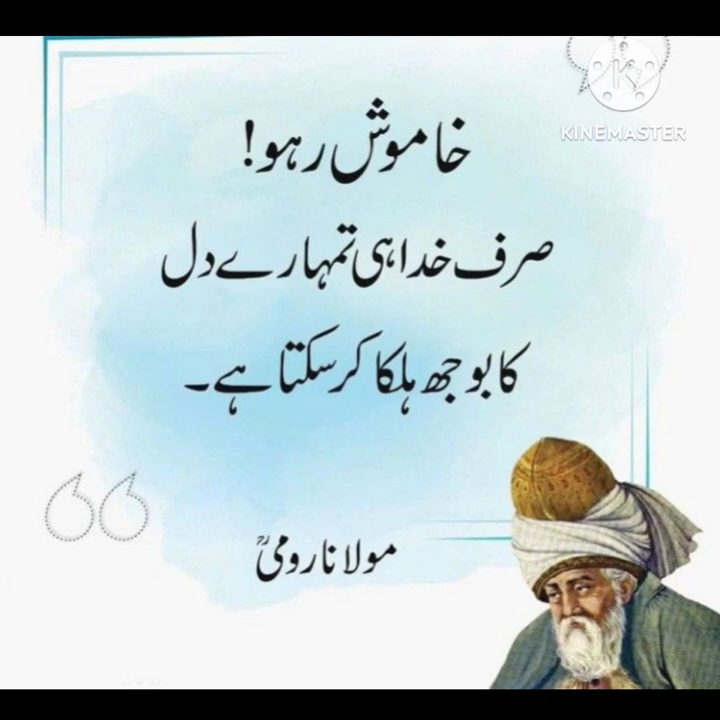 KINEMASTER
خاموش رہو!
صرف خدا ہی تمہارے دل
کا بوجھ ہلکا کر سکتا ہے۔
مولانا رومیؒ